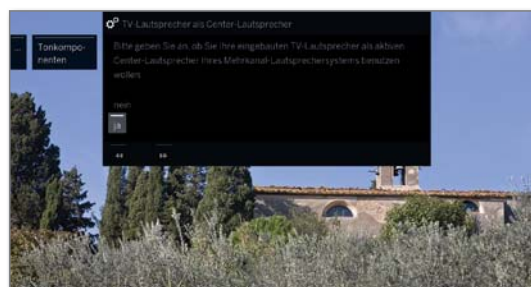 TV-Lautsprecher als Center-Lautsprecher
...
Tonkompo-
nenten
Bitte geben Sie an, ob Sie Ihre eingebauten TV-Lautsprecher als aktiven
Center-Lautsprecher Ihres Mehrkanal-Lautsprechersystems benutzen
wollen.
nein
ja